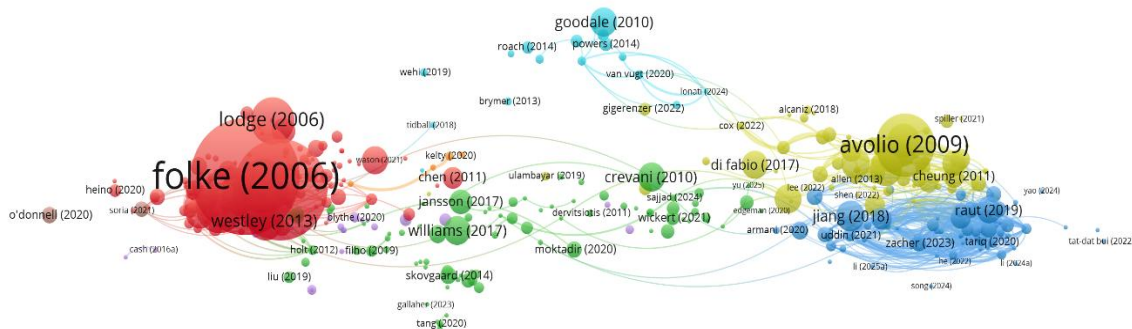 goodale (2010)
roach (2014)
powers (2014)
wehi (2019)
van vugt (2020)
lonati (2024)
brymer (2013)
gigerenzer (2022)
alcaniz (2018)
lodge (2006)
tidball (2018)
cox (2022)
spiller (2021)
avolio (2009)
wason (2021)
kelty (2020)
folke (2006)
chen (2011)
ulambayar (2019)
crevani (2010)
di fabio (2017)
allen (2013)
cheung (2011)
heino (2020)
jansson (2017)
sajjad (2024)
yu (2025)
lee (2022)
shen (2022)
yao (2024)
o'donnell (2020)
soria (2021)
westley (2013)
blythe (2020)
dervitsiotis (2011)
wickert (2021)
edgeman (2020)
jiang (2018)
raut (2019)
williams (2017)
armani (2020)
uddin (2021)
zacher (2023)
tariq (2020)
tat-dat bui (2022)
cash (2016a)
holt (2012)
filho (2019)
moktadir (2020)
liu (2019)
skovgaard (2014)
li (2025a)
he (2022)
li (2024a)
song (2024)
gallaher (2023)
tang (2020)